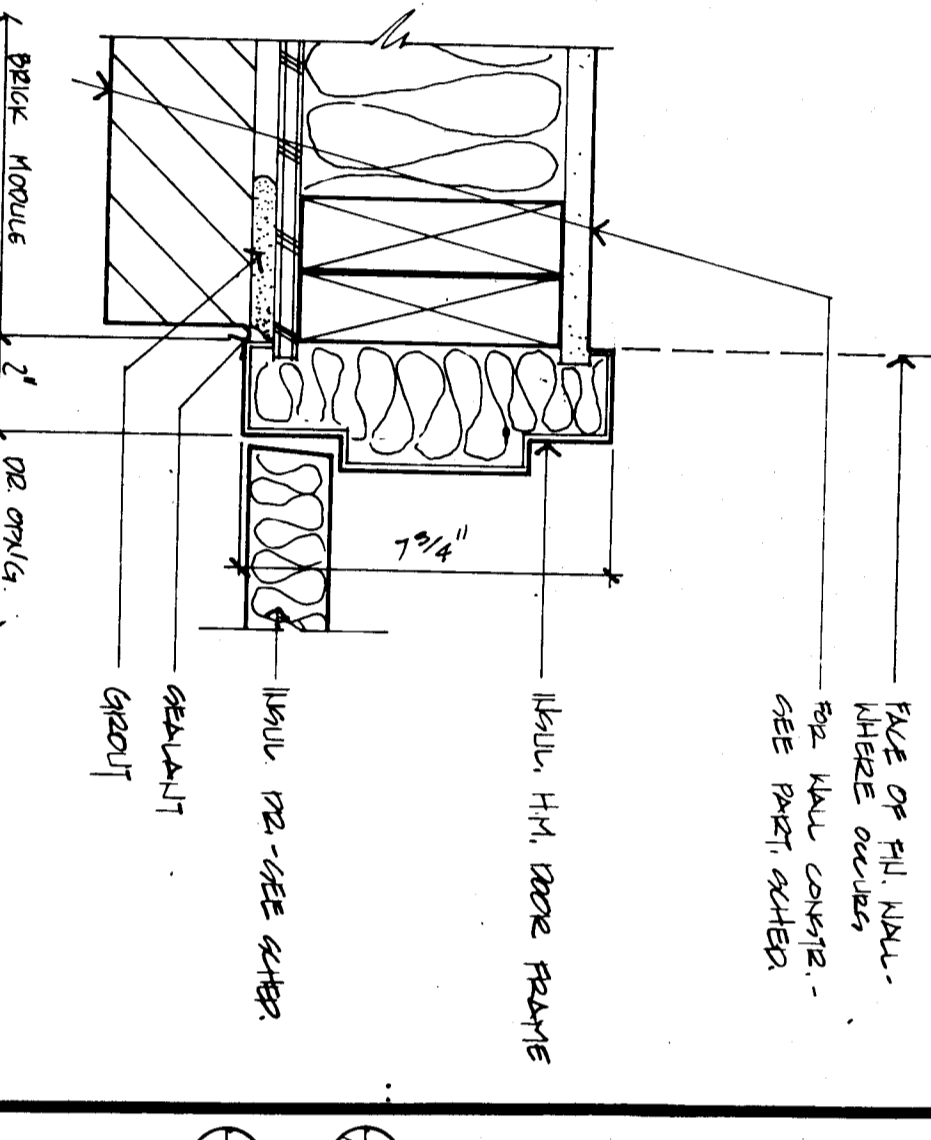 FACE OF FIN. WALL-
WHERE OCCURS
FOR WALL CONSTR.-
SEE PART. SCHED.
INSUL. H.M. DOOR FRAME
7 3/4"
INSUL. DR.-SEE SCHED.
SEALANT
GROUT
BRICK MODULE
2"
DR. OPN'G.